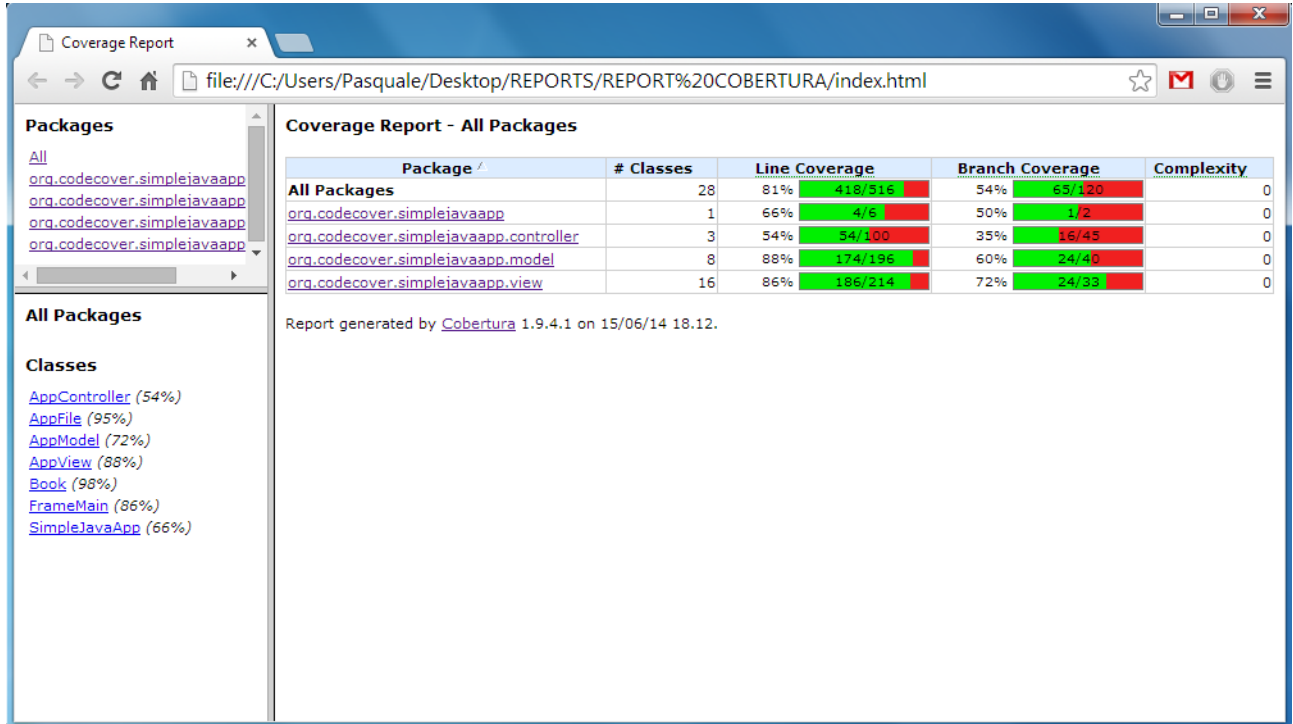 Coverage Report
file:///C:/Users/Pasquale/Desktop/REPORTS/REPORT%20COBERTURA/index.html
Packages
All
org.codecover.simplejavaapp
org.codecover.simplejavaapp
org.codecover.simplejavaapp
org.codecover.simplejavaapp
All Packages
Classes
AppController (54%)
AppFile (95%)
AppModel (72%)
AppView (88%)
Book (98%)
FrameMain (86%)
SimpleJavaApp (66%)
Coverage Report - All Packages
Package # Classes Line Coverage Branch Coverage Complexity
All Packages 28 81% 418/516 54% 65/120 0
org.codecover.simplejavaapp 1 66% 4/6 50% 1/2 0
org.codecover.simplejavaapp.controller 3 54% 54/100 35% 16/45 0
org.codecover.simplejavaapp.model 8 88% 174/196 60% 24/40 0
org.codecover.simplejavaapp.view 16 86% 186/214 72% 24/33 0
Report generated by Cobertura 1.9.4.1 on 15/06/14 18.12.